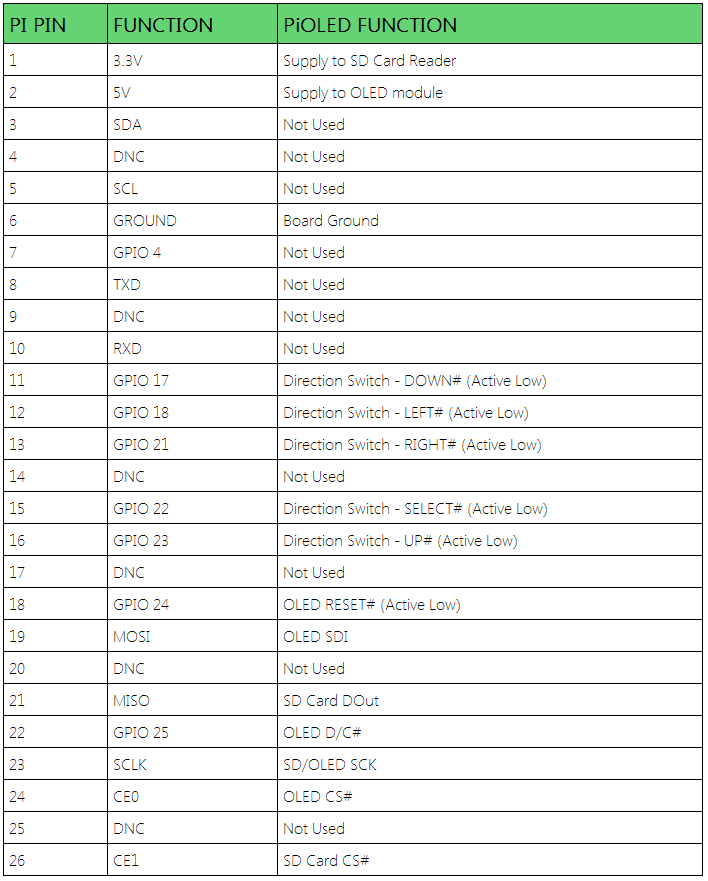 PI PIN FUNCTION PiOLED FUNCTION
1 3.3V Supply to SD Card Reader
2 5V Supply to OLED module
3 SDA Not Used
4 DNC Not Used
5 SCL Not Used
6 GROUND Board Ground
7 GPIO 4 Not Used
8 TXD Not Used
9 DNC Not Used
10 RXD Not Used
11 GPIO 17 Direction Switch - DOWN# (Active Low)
12 GPIO 18 Direction Switch - LEFT# (Active Low)
13 GPIO 21 Direction Switch - RIGHT# (Active Low)
14 DNC Not Used
15 GPIO 22 Direction Switch - SELECT# (Active Low)
16 GPIO 23 Direction Switch - UP# (Active Low)
17 DNC Not Used
18 GPIO 24 OLED RESET# (Active Low)
19 MOSI OLED SDI
20 DNC Not Used
21 MISO SD Card DOut
22 GPIO 25 OLED D/C#
23 SCLK SD/OLED SCK
24 CE0 OLED CS#
25 DNC Not Used
26 CE1 SD Card CS#